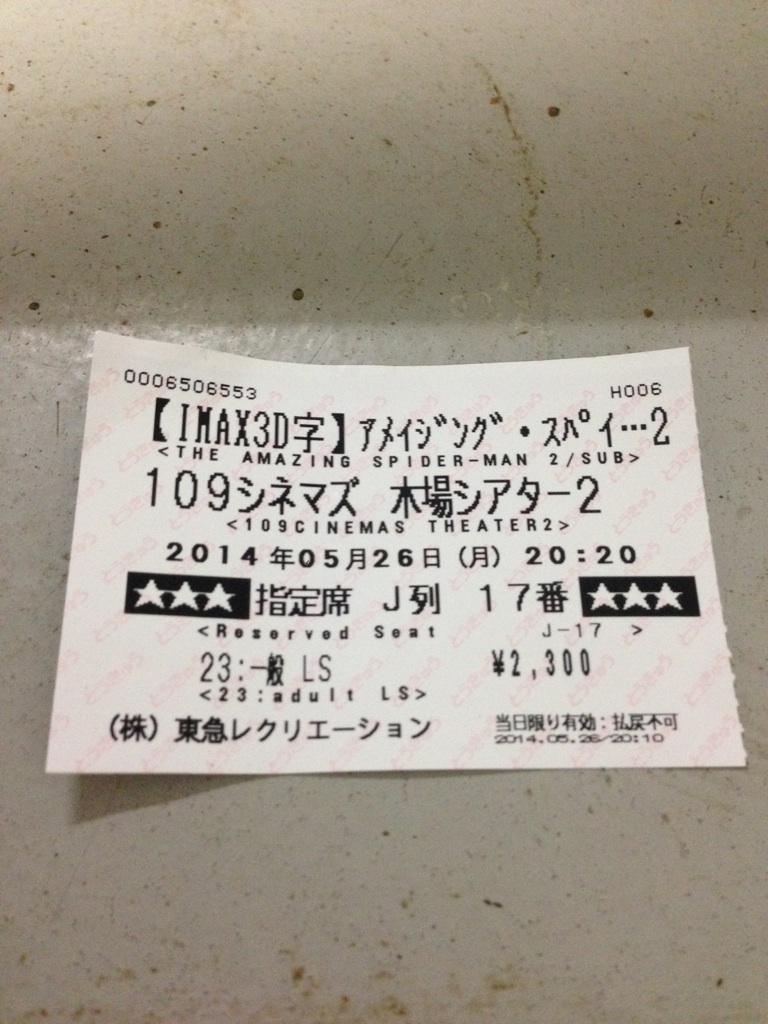 0006506553 H006
【IMAX3D字】アメイジング・スパイ…2
<THE AMAZING SPIDER-MAN 2/SUB>
109シネマズ 木場シアター2
<109CINEMAS THEATER2>
2014年05月26日(月) 20:20
★★★ 指定席 J列 17番 ★★★
<Reserved Seat J-17 >
23:一般 LS ¥2,300
<23:adult LS>
(株)東急レクリエーション 当日限り有効:払戻不可
2014.05.26/20:10